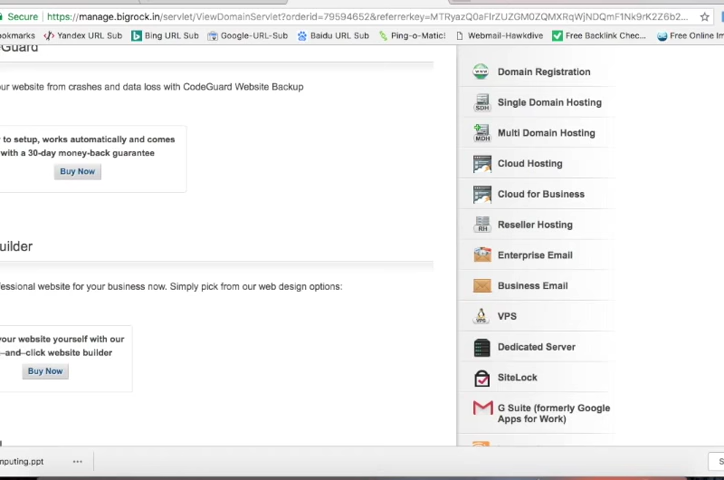 Secure https://manage.bigrock.in/servlet/ViewDomainServlet?orderid=79594652&referrerkey=
Yandex URL Sub Bing URL Sub Google-URL-Sub Baidu URL Sub Ping-o-Matic! Webmail-Hawkdive Free Backlink Chec... Free Online
Guard
website from crashes and data loss with CodeGuard Website Backup
to setup, works automatically and comes
with a 30-day money-back guarantee
Buy Now
website for your business now. Simply pick from our web design options:
your website yourself with our
and-click website builder
Buy Now
Domain Registration
SDH Single Domain Hosting
MDH Multi Domain Hosting
Cloud Hosting
Cloud for Business
RH Reseller Hosting
Enterprise Email
Business Email
VPS VPS
Dedicated Server
SiteLock
G Suite (formerly Google
Apps for Work)
mputing.ppt